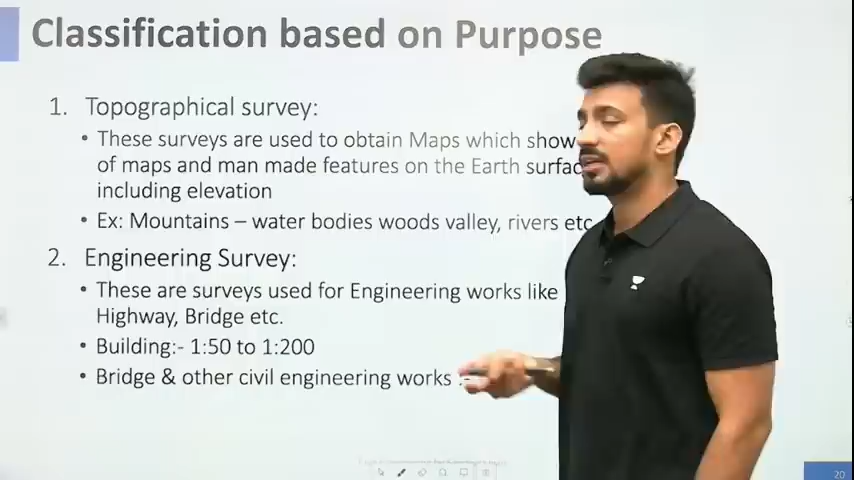 Classification based on Purpose
1. Topographical survey:
• These surveys are used to obtain Maps which show
of maps and man made features on the Earth surfac
including elevation
• Ex: Mountains – water bodies woods valley, rivers etc
2. Engineering Survey:
• These are surveys used for Engineering works like
Highway, Bridge etc.
• Building:- 1:50 to 1:200
• Bridge & other civil engineering works :-
20